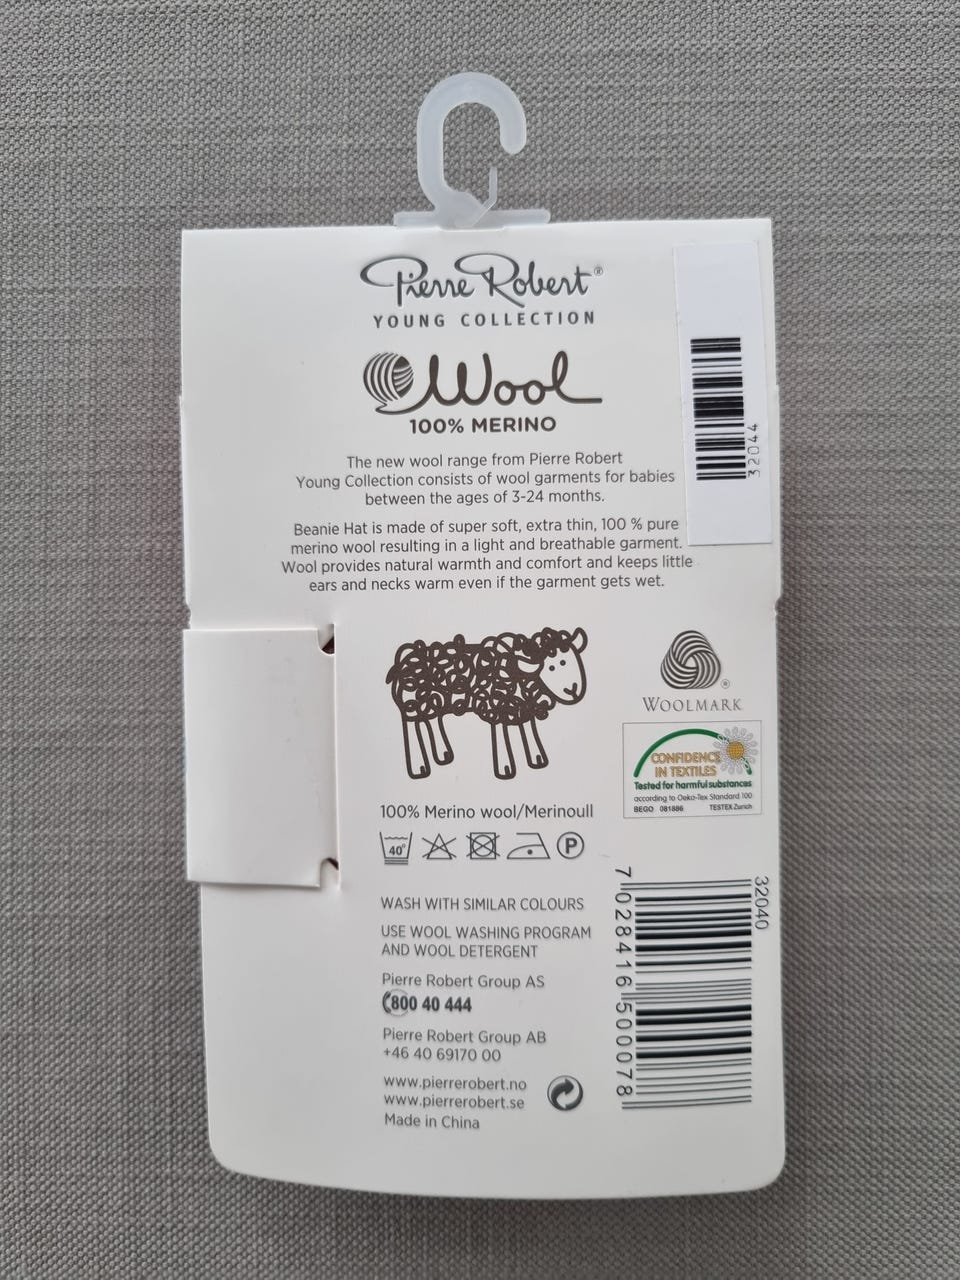 Pierre Robert®
YOUNG COLLECTION
Wool
100% MERINO
The new wool range from Pierre Robert
Young Collection consists of wool garments for babies
between the ages of 3-24 months.
Beanie Hat is made of super soft, extra thin, 100 % pure
merino wool resulting in a light and breathable garment.
Wool provides natural warmth and comfort and keeps little
ears and necks warm even if the garment gets wet.
32044
WOOLMARK
®
CONFIDENCE
IN TEXTILES
Tested for harmful substances
according to Oeko-Tex Standard 100
BEGO 081886 TESTEX Zurich
100% Merino wool/Merinoull
40° P
WASH WITH SIMILAR COLOURS
USE WOOL WASHING PROGRAM
AND WOOL DETERGENT
Pierre Robert Group AS
800 40 444
Pierre Robert Group AB
+46 40 69170 00
www.pierrerobert.no
www.pierrerobert.se
Made in China
32040
7 028416 500078